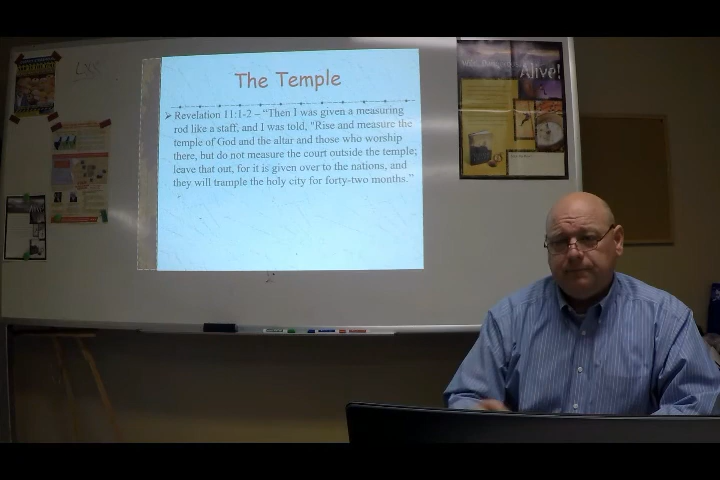 The Temple
Revelation 11:1-2 – “Then I was given a measuring
rod like a staff, and I was told, "Rise and measure the
temple of God and the altar and those who worship
there, but do not measure the court outside the temple;
leave that out, for it is given over to the nations, and
they will trample the holy city for forty-two months.”
Alive!